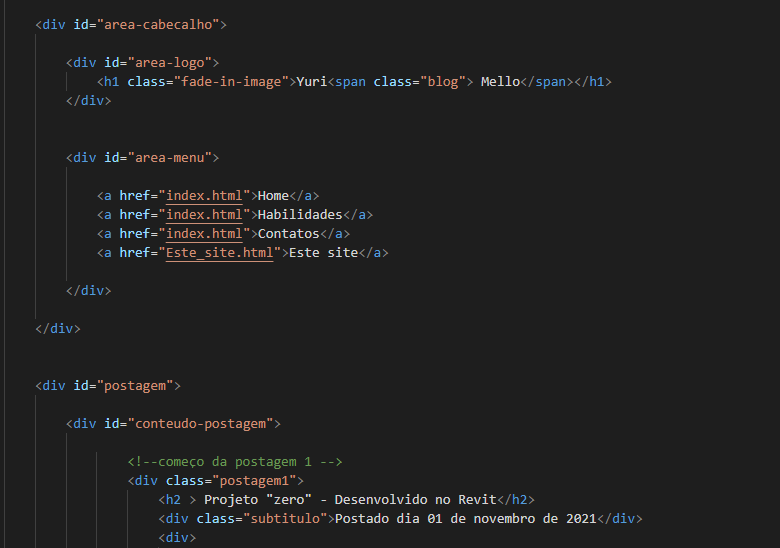 <div id="area-cabecalho">
<div id="area-logo">
<h1 class="fade-in-image">Yuri<span class="blog"> Mello</span></h1>
</div>
<div id="area-menu">
<a href="index.html">Home</a>
<a href="index.html">Habilidades</a>
<a href="index.html">Contatos</a>
<a href="Este_site.html">Este site</a>
</div>
</div>
<div id="postagem">
<div id="conteudo-postagem">
<!--começo da postagem 1 -->
<div class="postagem1">
<h2 > Projeto "zero" - Desenvolvido no Revit</h2>
<div class="subtitulo">Postado dia 01 de novembro de 2021</div>
<div>